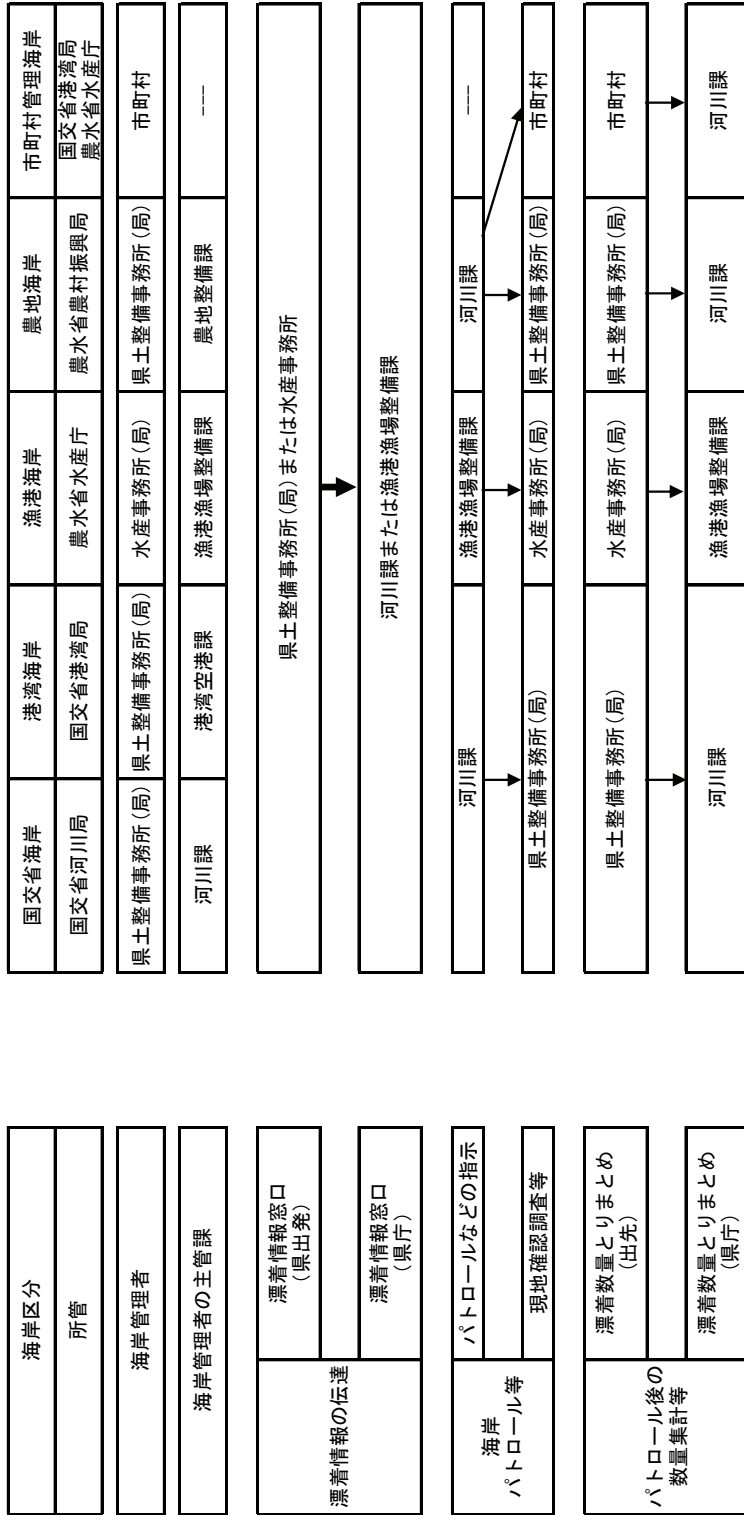 海岸区分
国交省海岸
港湾海岸
漁港海岸
農地海岸
市町村管理海岸
所管
国交省河川局
国交省港湾局
農水省水産庁
農水省農村振興局
国交省港湾局
農水省水産庁
海岸管理者
県土整備事務所(局)
県土整備事務所(局)
水産事務所(局)
県土整備事務所(局)
市町村
海岸管理者の主管課
河川課
港湾空港課
漁港漁場整備課
農地整備課
---
漂着情報の伝達
漂着情報窓口
(県出発)
県土整備事務所(局)または水産事務所
漂着情報窓口
(県庁)
河川課または漁港漁場整備課
海岸
パトロール等
パトロールなどの指示
河川課
漁港漁場整備課
河川課
---
現地確認調査等
県土整備事務所(局)
水産事務所(局)
県土整備事務所(局)
市町村
パトロール後の
数量集計等
漂着数量とりまとめ
(出先)
県土整備事務所(局)
水産事務所(局)
県土整備事務所(局)
市町村
漂着数量とりまとめ
(県庁)
河川課
漁港漁場整備課
河川課
河川課